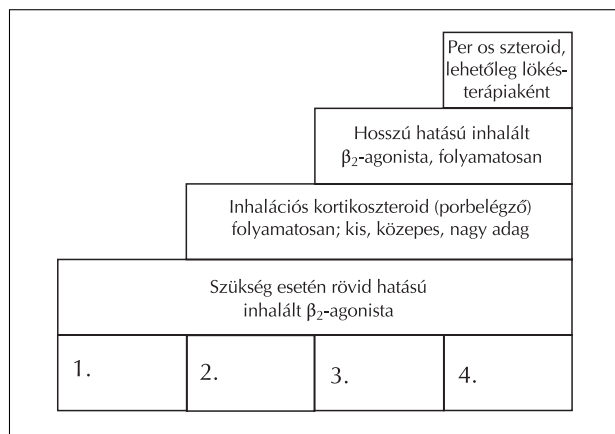 Per os szteroid,
lehetőleg lökés-
terápiaként
Hosszú hatású inhalált
β₂-agonista, folyamatosan
Inhalációs kortikoszteroid (porbelégző)
folyamatosan; kis, közepes, nagy adag
Szükség esetén rövid hatású
inhalált β₂-agonista
1. 2. 3. 4.